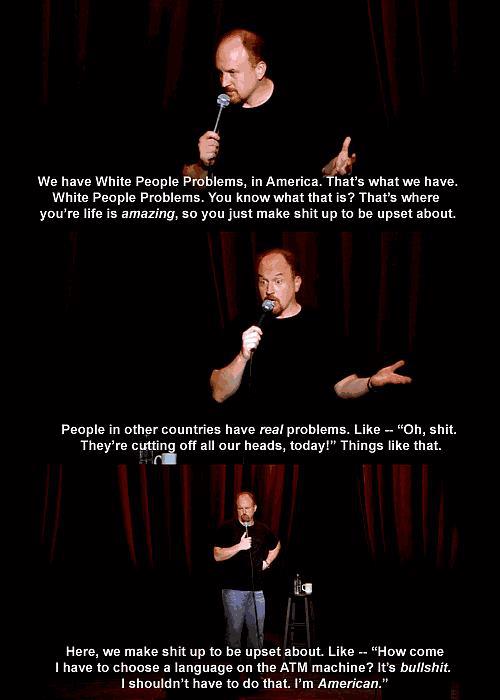 We have White People Problems, in America. That's what we have.
White People Problems. You know what that is? That's where
you're life is amazing, so you just make shit up to be upset about.
People in other countries have real problems. Like -- “Oh, shit.
They're cutting off all our heads, today!” Things like that.
Here, we make shit up to be upset about. Like -- “How come
I have to choose a language on the ATM machine? It's bullshit.
I shouldn't have to do that. I'm American.”